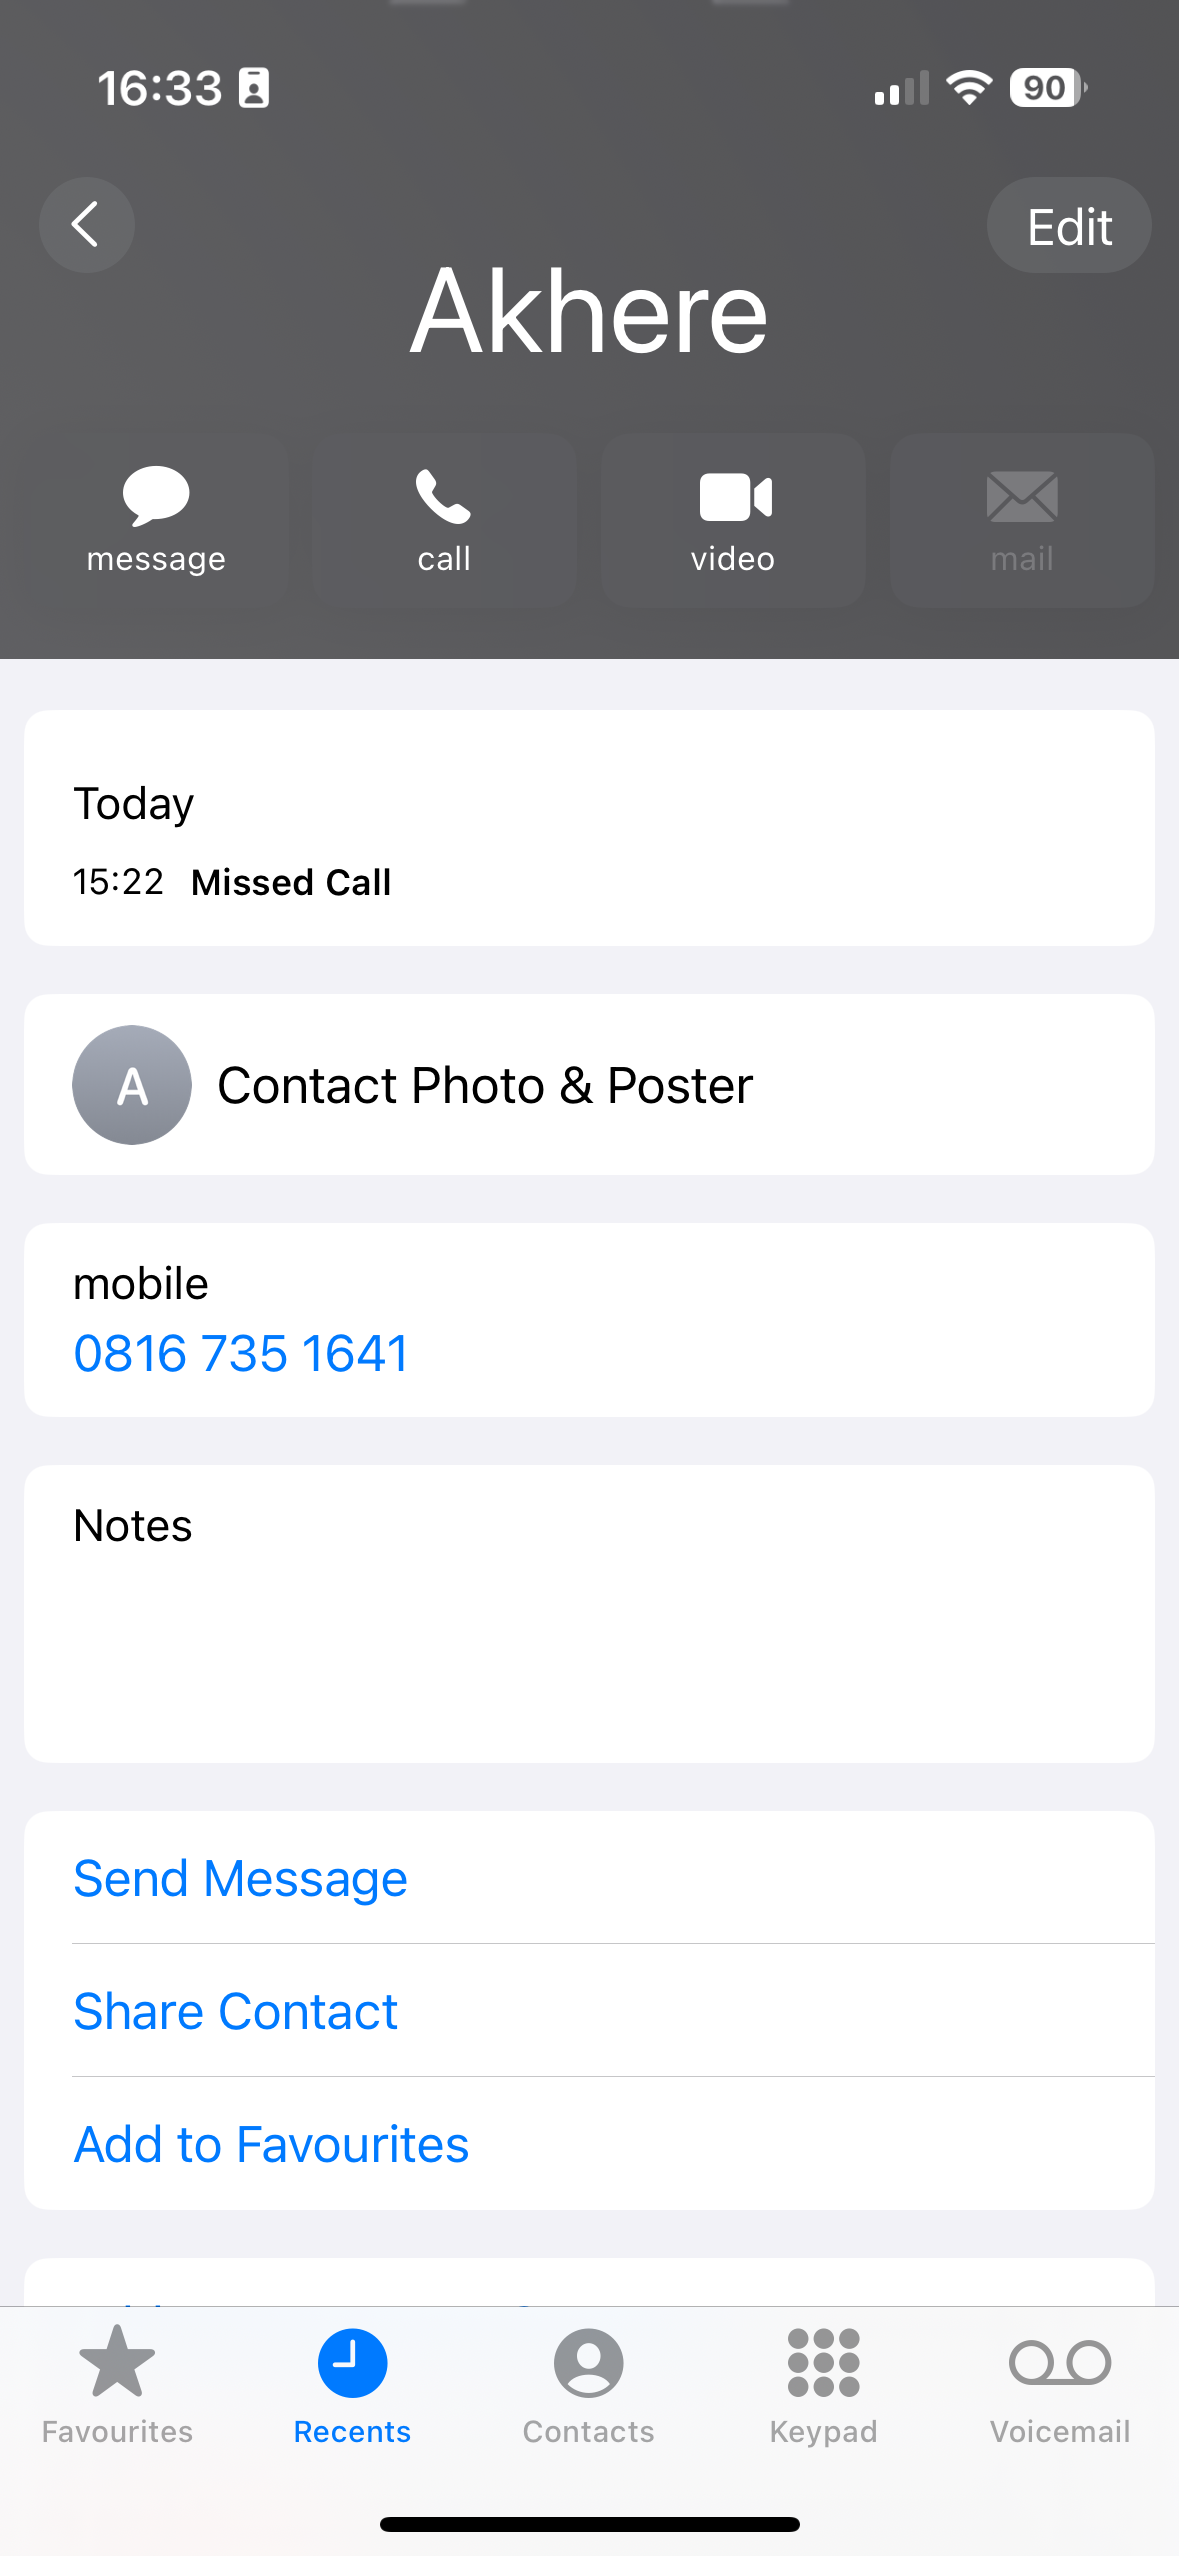 16:33
90
Edit
Akhere
message
call
video
mail
Today
15:22 Missed Call
A
Contact Photo & Poster
mobile
0816 735 1641
Notes
Send Message
Share Contact
Add to Favourites
Favourites
Recents
Contacts
Keypad
Voicemail